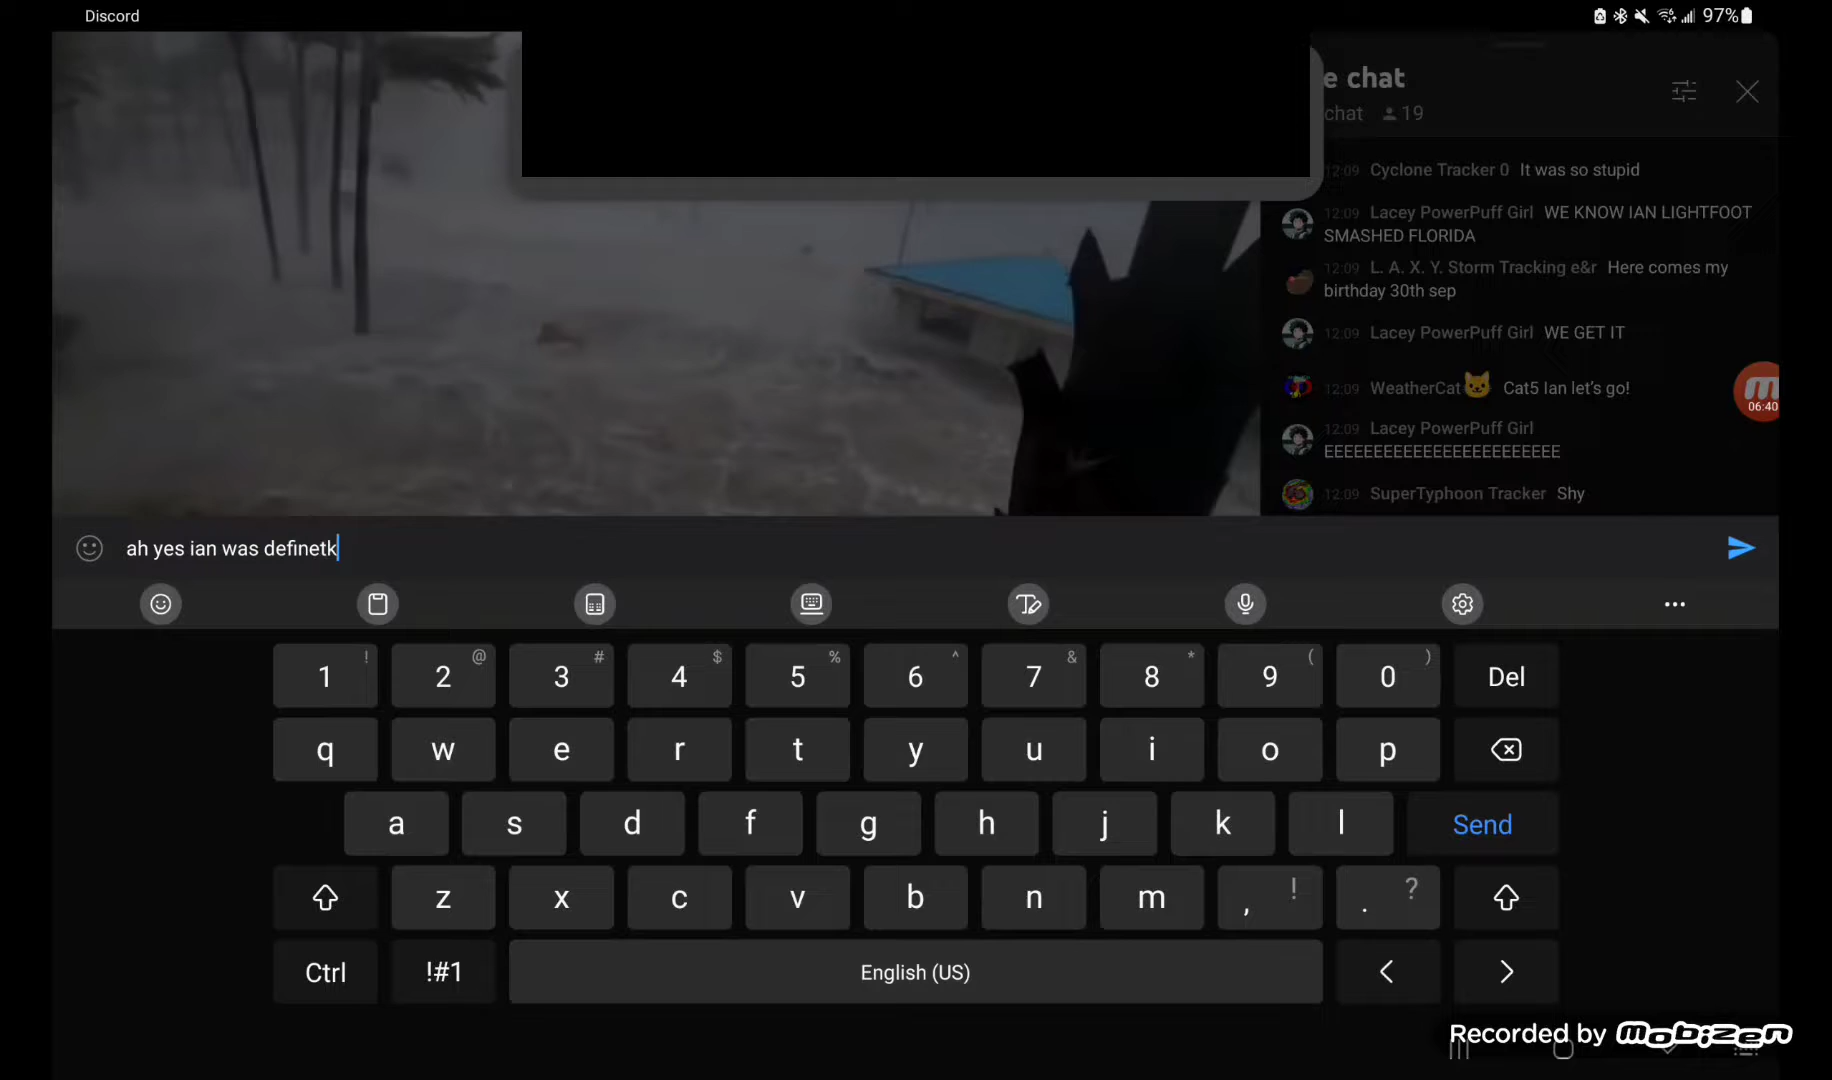 Discord
97%
e chat
chat 19
12:09 Cyclone Tracker 0 It was so stupid
12:09 Lacey PowerPuff Girl WE KNOW IAN LIGHTFOOT
SMASHED FLORIDA
12:09 L. A. X. Y. Storm Tracking e&r Here comes my
birthday 30th sep
12:09 Lacey PowerPuff Girl WE GET IT
12:09 WeatherCat Cat5 Ian let's go!
06:40
12:09 Lacey PowerPuff Girl
EEEEEEEEEEEEEEEEEEEEEEEE
12:09 SuperTyphoon Tracker Shy
ah yes ian was definetk
1 ! 2 @ 3 # 4 $ 5 % 6 ^ 7 & 8 * 9 ( 0 ) Del
q w e r t y u i o p
a s d f g h j k l Send
z x c v b n m , ! . ?
Ctrl !#1 English (US) < >
Recorded by Mobizen